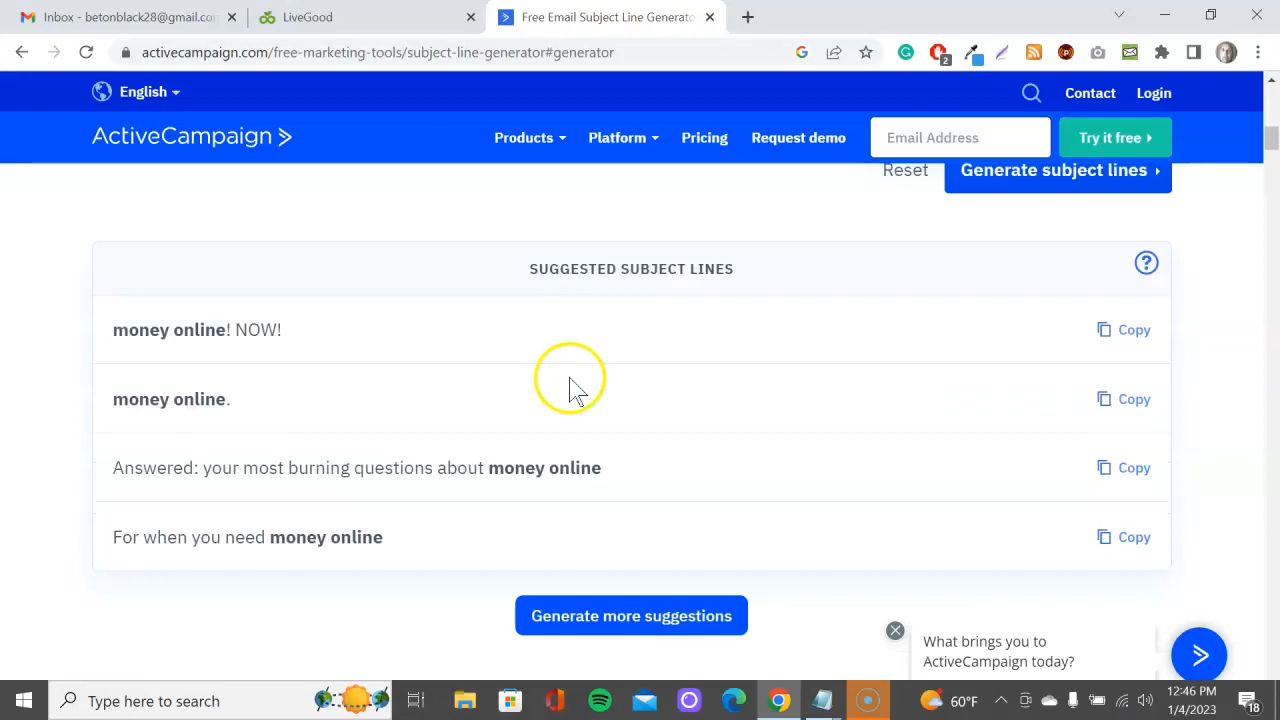 Inbox - betonblack28@gmail.con
LiveGood
Free Email Subject Line Generato
activecampaign.com/free-marketing-tools/subject-line-generator#generator
2
English
Contact
Login
ActiveCampaign >
Products
Platform
Pricing
Request demo
Email Address
Try it free
Reset
Generate subject lines
SUGGESTED SUBJECT LINES
?
money online! NOW!
Copy
money online.
Copy
Answered: your most burning questions about money online
Copy
For when you need money online
Copy
Generate more suggestions
What brings you to
ActiveCampaign today?
Type here to search
60°F
12:46 PM
1/4/2023
18